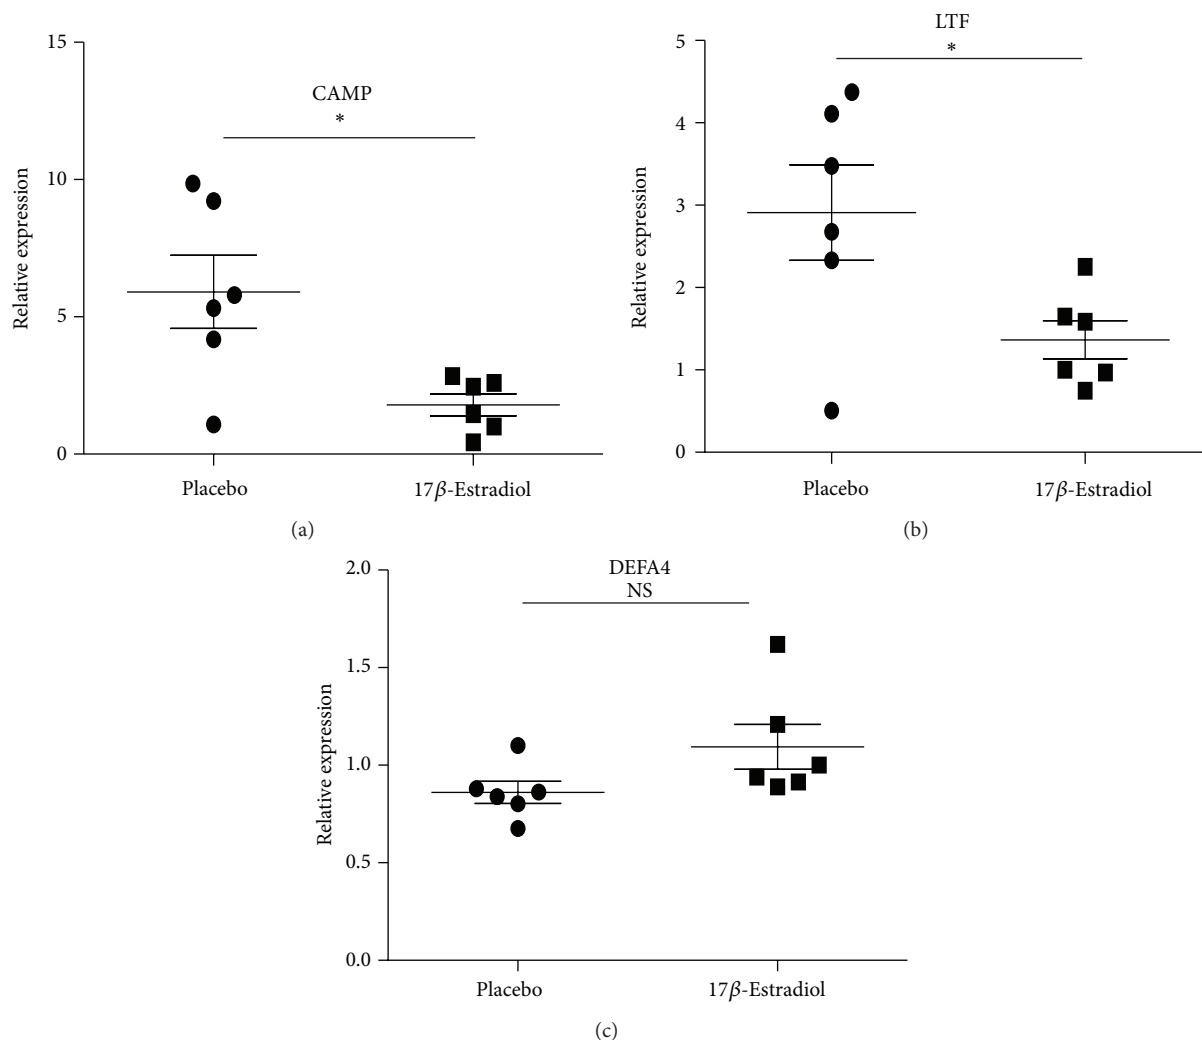 CAMP
*
Relative expression
15
10
5
0
Placebo
17β-Estradiol
(a)
LTF
*
Relative expression
5
4
3
2
1
0
Placebo
17β-Estradiol
(b)
DEFA4
NS
Relative expression
2.0
1.5
1.0
0.5
0.0
Placebo
17β-Estradiol
(c)